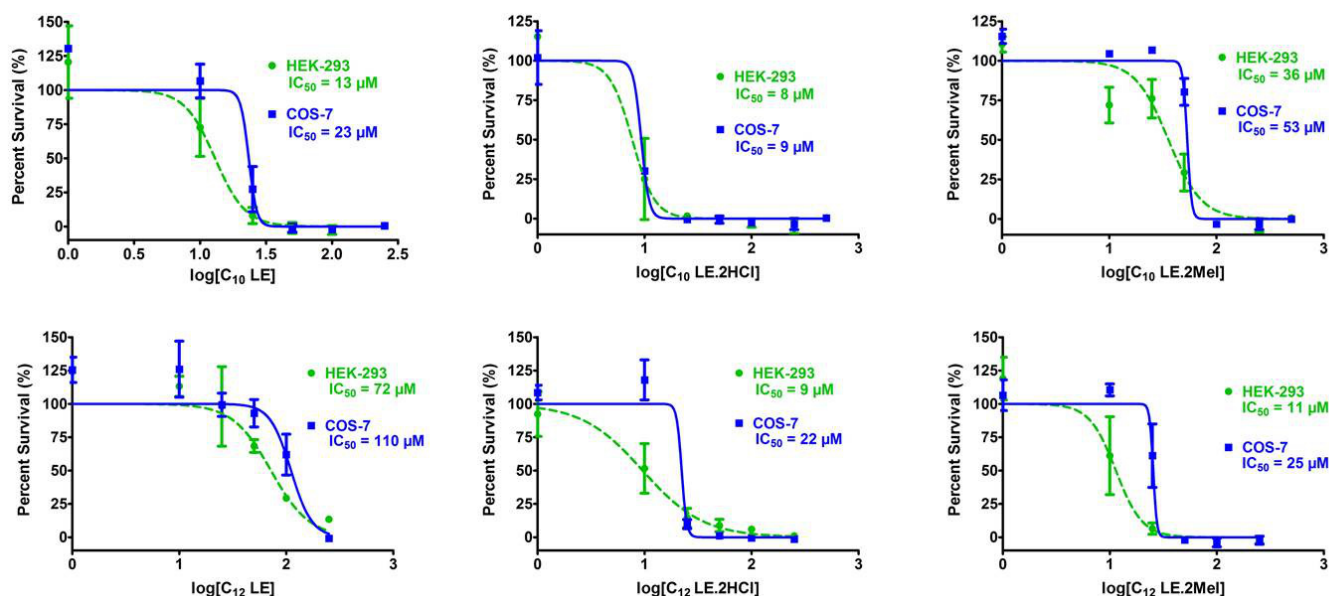 Percent Survival (%)
150
125
100
75
50
25
0
HEK-293
IC₅₀ = 13 µM
COS-7
IC₅₀ = 23 µM
0.0 0.5 1.0 1.5 2.0 2.5
log[C₁₀ LE]
Percent Survival (%)
125
100
75
50
25
0
HEK-293
IC₅₀ = 8 µM
COS-7
IC₅₀ = 9 µM
0 1 2 3
log[C₁₀ LE.2HCl]
Percent Survival (%)
125
100
75
50
25
0
HEK-293
IC₅₀ = 36 µM
COS-7
IC₅₀ = 53 µM
0 1 2 3
log[C₁₀ LE.2MeI]
Percent Survival (%)
150
125
100
75
50
25
0
HEK-293
IC₅₀ = 72 µM
COS-7
IC₅₀ = 110 µM
0 1 2 3
log[C₁₂ LE]
Percent Survival (%)
150
125
100
75
50
25
0
HEK-293
IC₅₀ = 9 µM
COS-7
IC₅₀ = 22 µM
0 1 2 3
log[C₁₂ LE.2HCl]
Percent Survival (%)
150
125
100
75
50
25
0
HEK-293
IC₅₀ = 11 µM
COS-7
IC₅₀ = 25 µM
0 1 2 3
log[C₁₂ LE.2MeI]